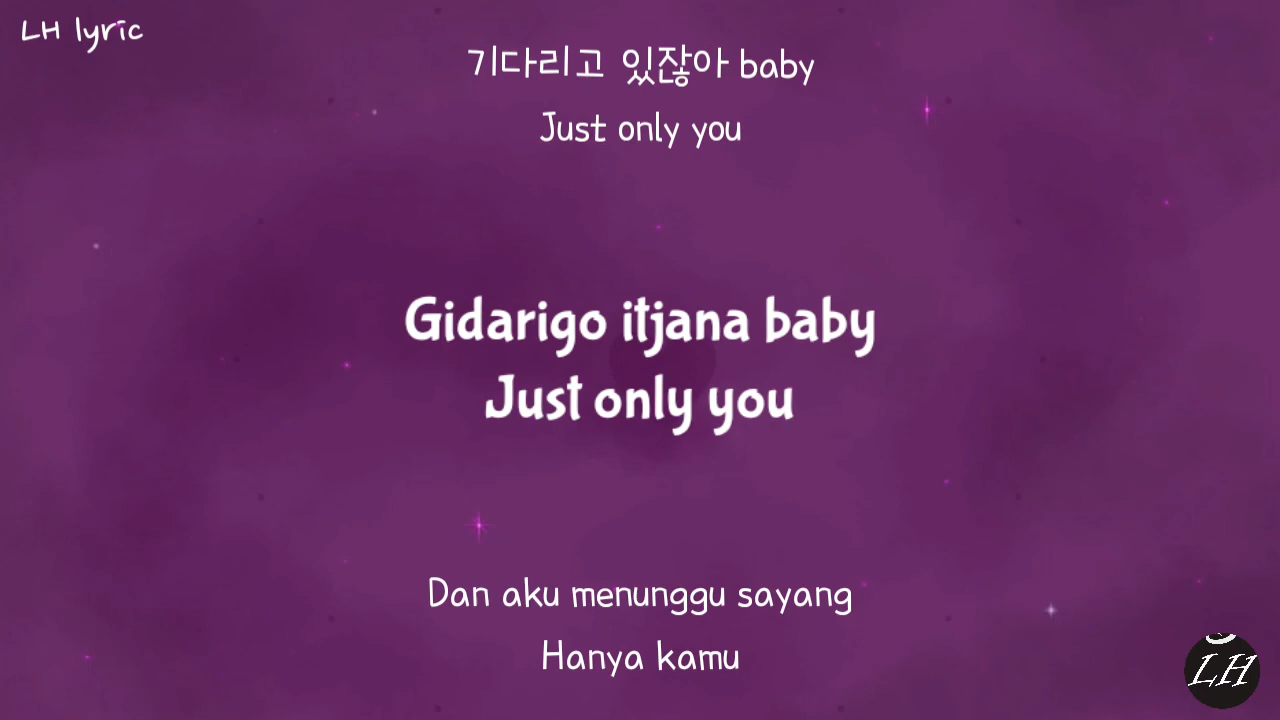 LH lyric
기다리고 있잖아 baby
Just only you
Gidarigo itjana baby
Just only you
Dan aku menunggu sayang
Hanya kamu
LH